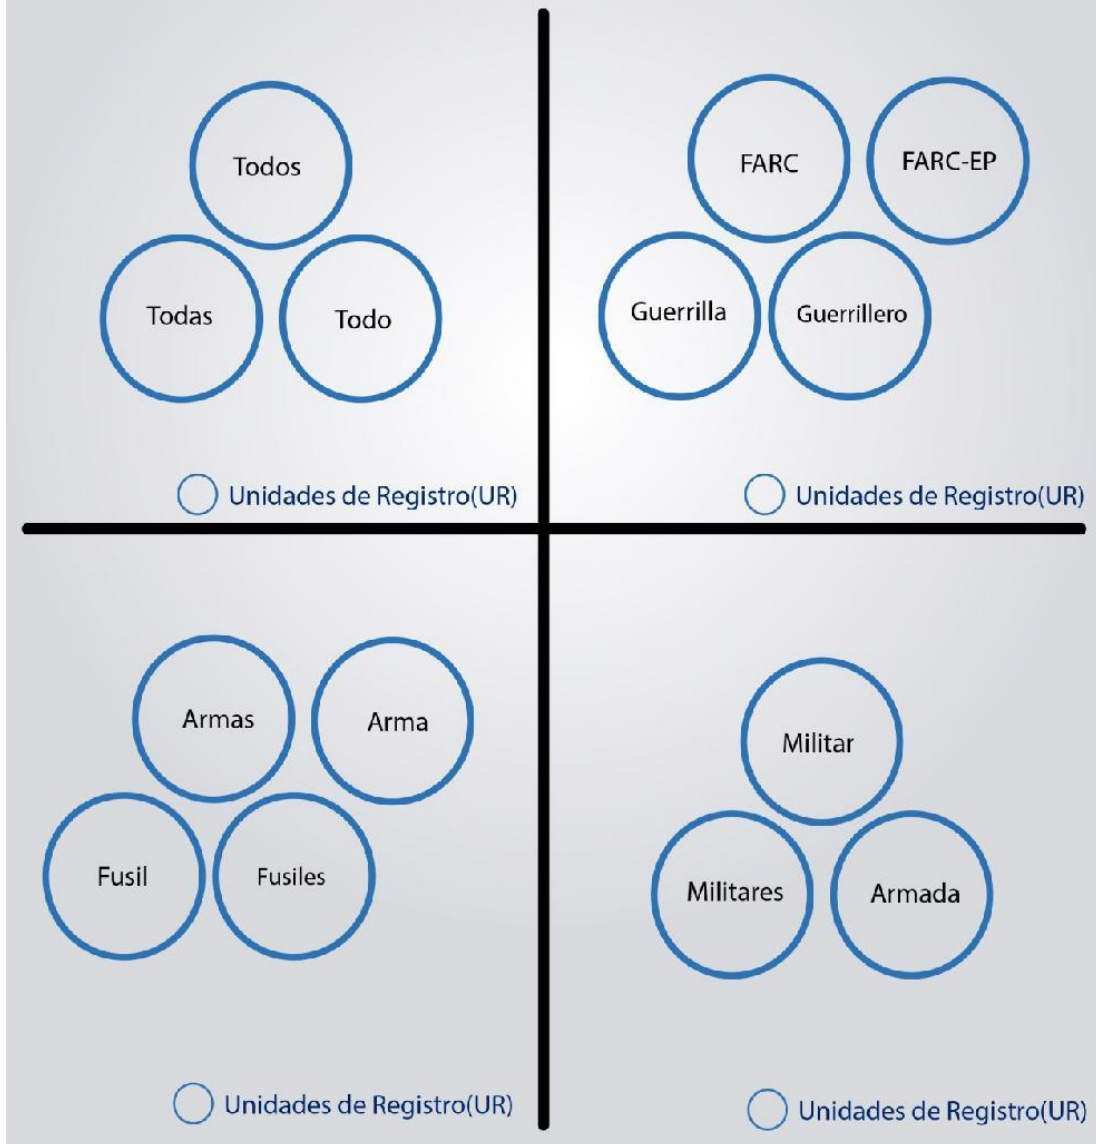 Todos
Todas
Todo
Unidades de Registro(UR)
FARC
FARC-EP
Guerrilla
Guerrillero
Unidades de Registro(UR)
Armas
Arma
Fusil
Fusiles
Unidades de Registro(UR)
Militar
Militares
Armada
Unidades de Registro(UR)